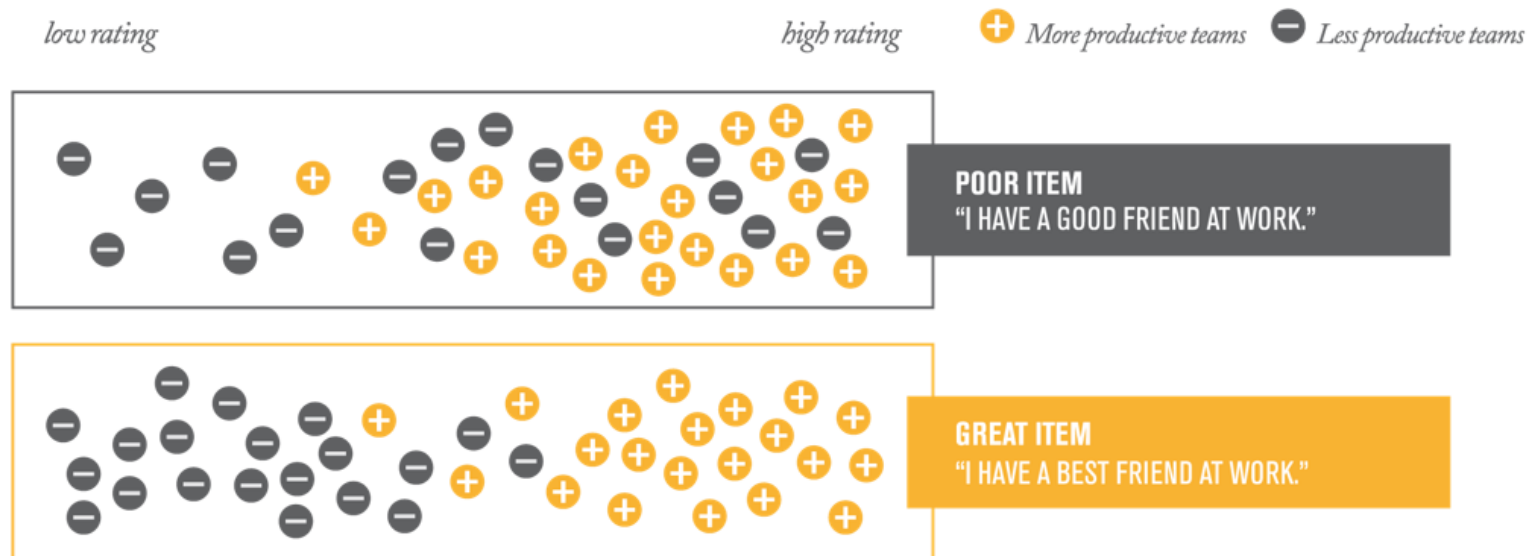 low rating
high rating
More productive teams
Less productive teams
POOR ITEM
“I HAVE A GOOD FRIEND AT WORK.”
GREAT ITEM
“I HAVE A BEST FRIEND AT WORK.”